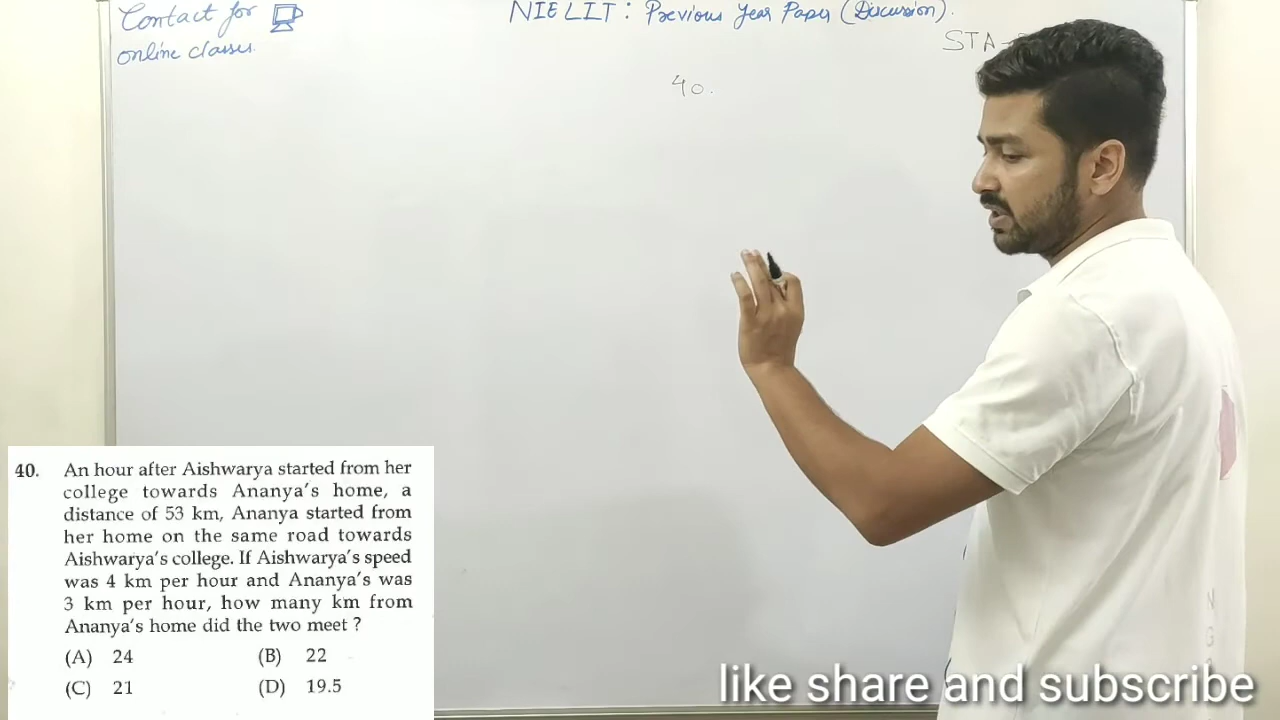 Contact for
online classes.
NIELIT : Previous Year Paper (Discussion).
STA
40.
40. An hour after Aishwarya started from her
college towards Ananya's home, a
distance of 53 km, Ananya started from
her home on the same road towards
Aishwarya's college. If Aishwarya's speed
was 4 km per hour and Ananya's was
3 km per hour, how many km from
Ananya's home did the two meet ?
(A) 24 (B) 22
(C) 21 (D) 19.5
like share and subscribe